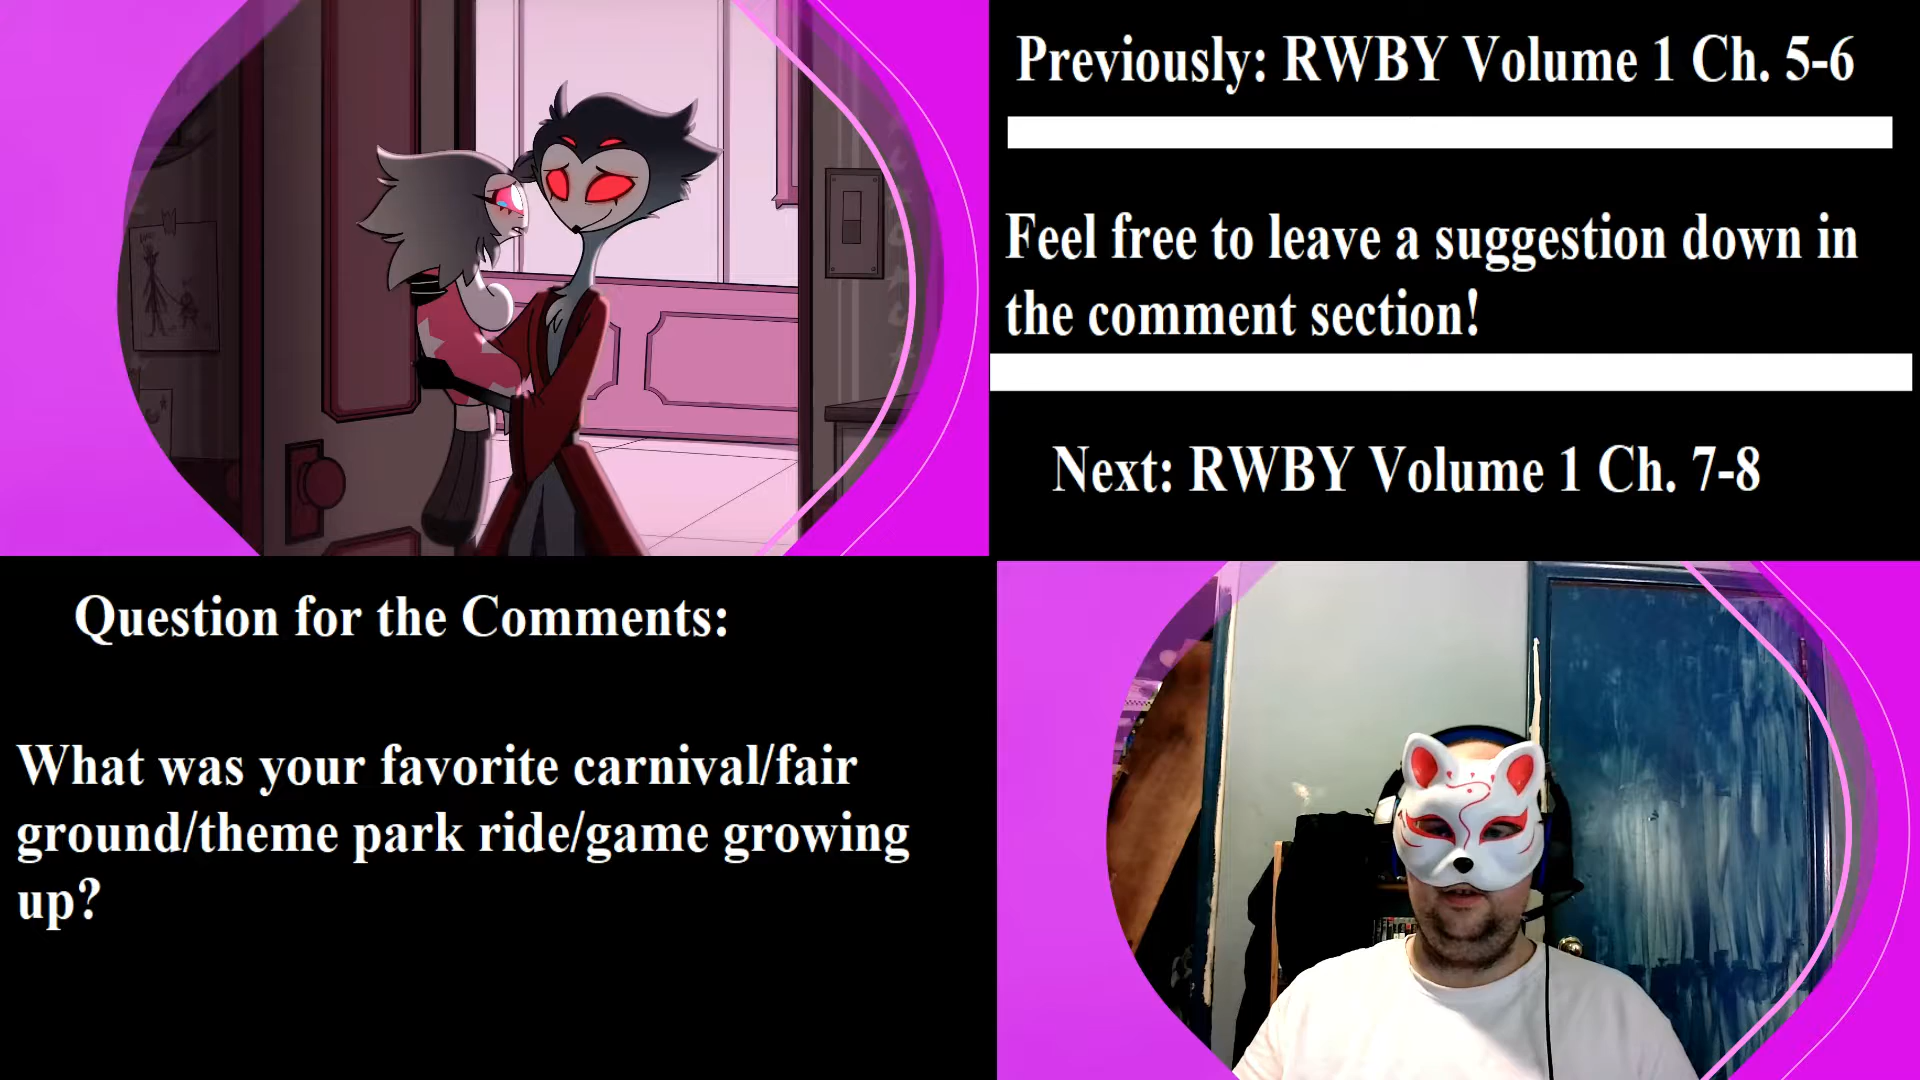 Previously: RWBY Volume 1 Ch. 5-6
Feel free to leave a suggestion down in
the comment section!
Next: RWBY Volume 1 Ch. 7-8
Question for the Comments:
What was your favorite carnival/fair
ground/theme park ride/game growing
up?